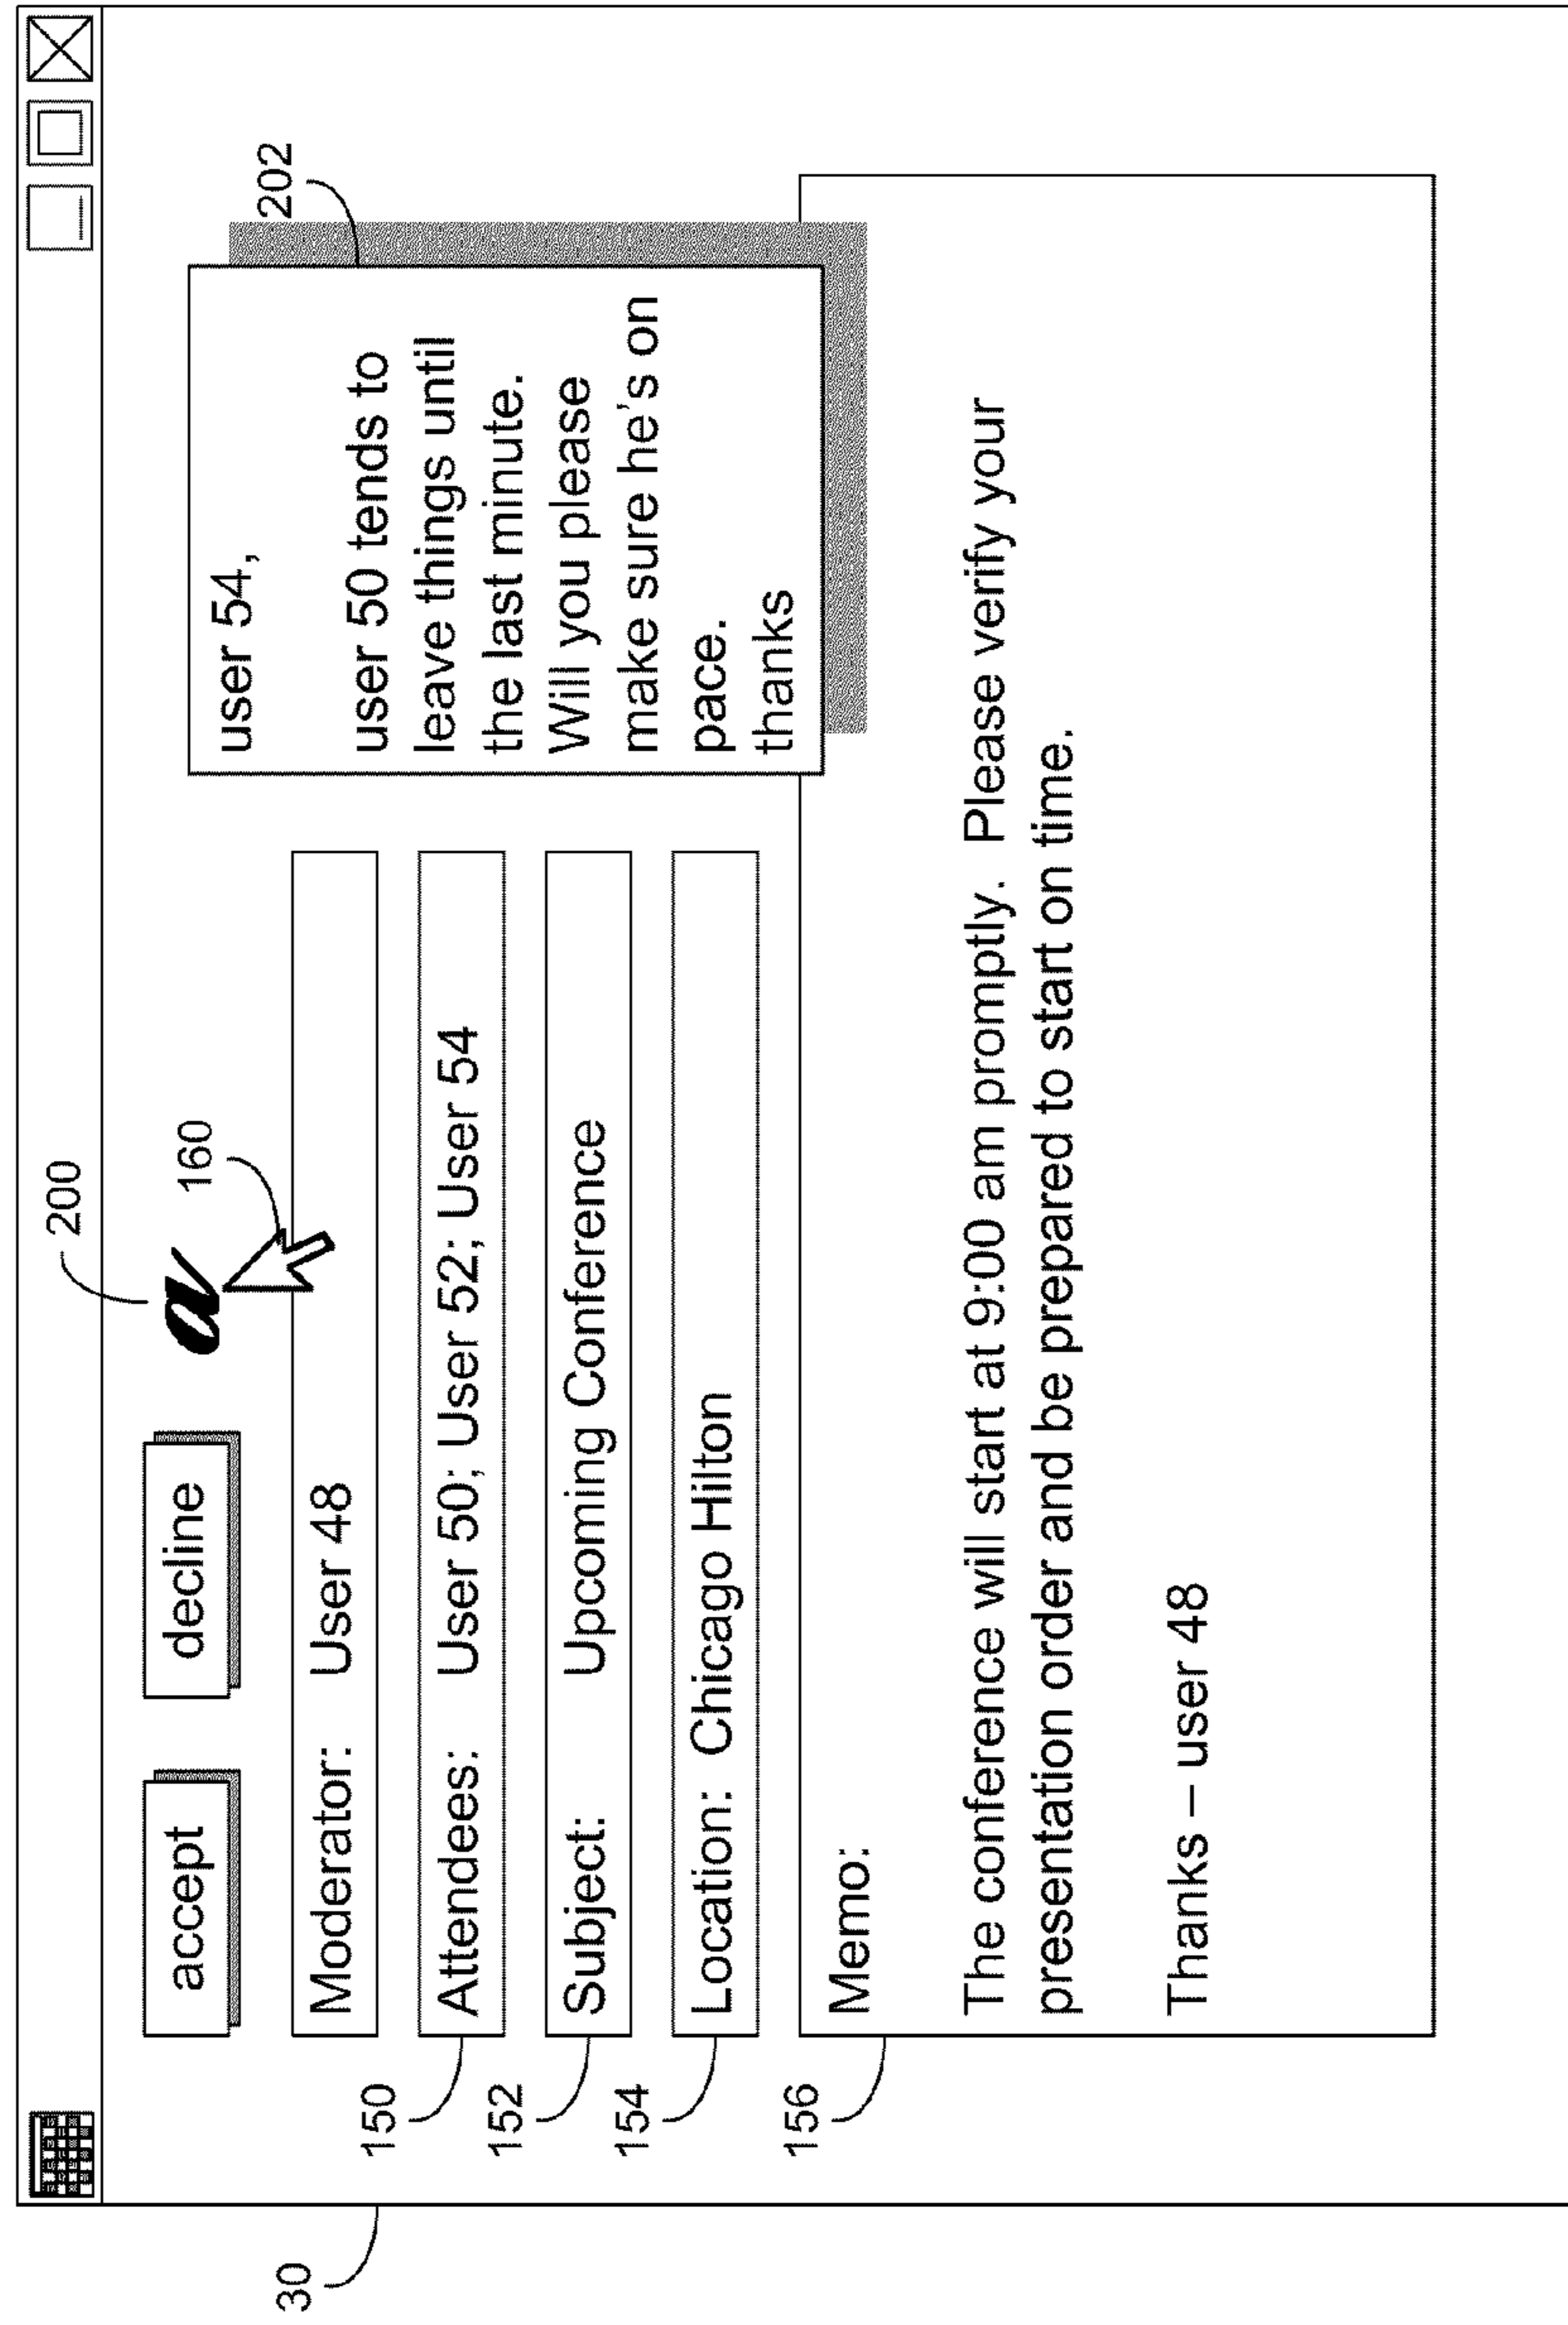 200
accept
decline
a
160
202
Moderator: User 48
150
Attendees: User 50; User 52; User 54
152
Subject: Upcoming Conference
154
Location: Chicago Hilton
user 54,
user 50 tends to
leave things until
the last minute.
Will you please
make sure he's on
pace.
thanks
156
Memo:
The conference will start at 9:00 am promptly. Please verify your
presentation order and be prepared to start on time.
Thanks – user 48
30